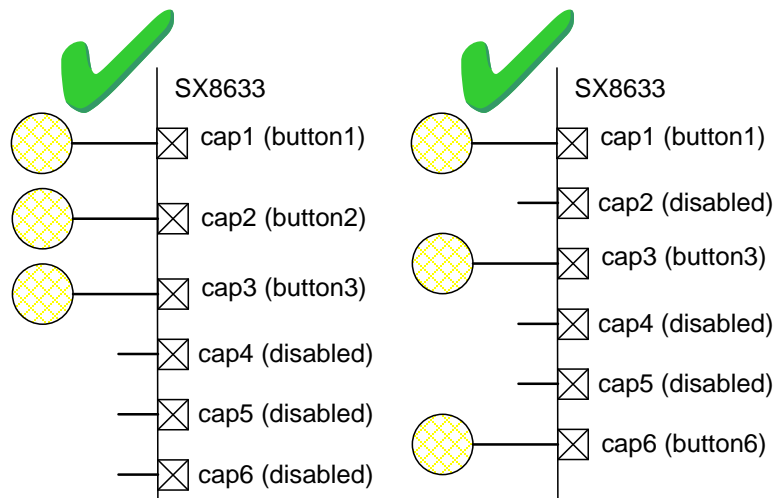 SX8633
cap1 (button1)
cap2 (button2)
cap3 (button3)
cap4 (disabled)
cap5 (disabled)
cap6 (disabled)
SX8633
cap1 (button1)
cap2 (disabled)
cap3 (button3)
cap4 (disabled)
cap5 (disabled)
cap6 (button6)